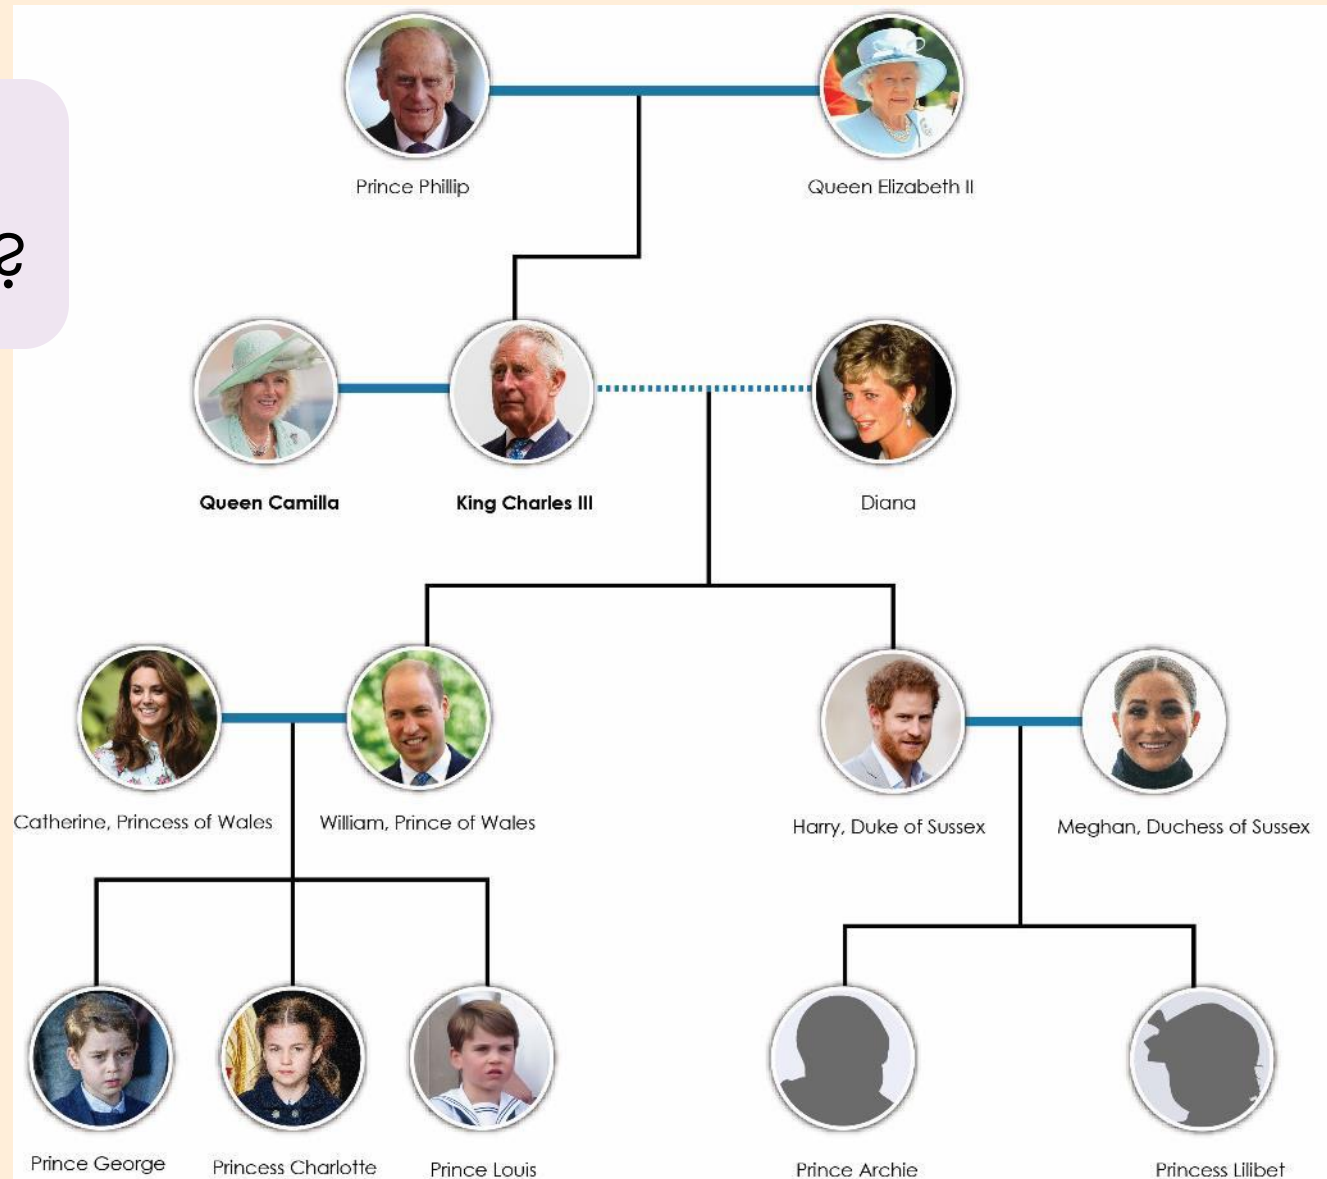 Prince Phillip
Queen Elizabeth II
?
Queen Camilla
King Charles III
Diana
Catherine, Princess of Wales
William, Prince of Wales
Harry, Duke of Sussex
Meghan, Duchess of Sussex
Prince George
Princess Charlotte
Prince Louis
Prince Archie
Princess Lilibet